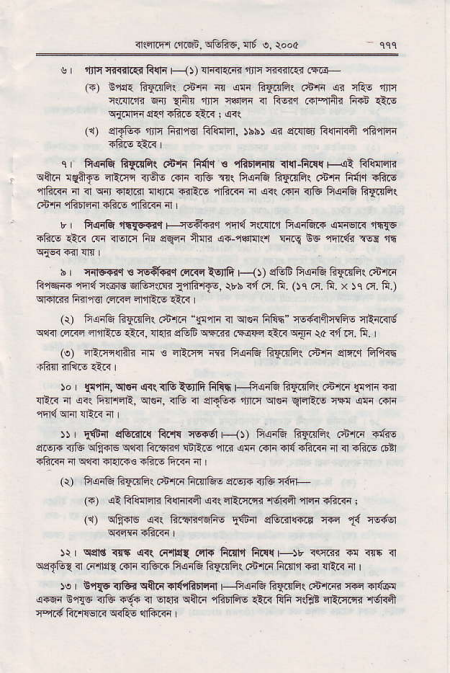 বাংলাদেশ গেজেট, অতিরিক্ত, মার্চ ৩, ২০০৫ ৭৭৭
৬। গ্যাস সরবরাহের বিধান।—(১) যানবাহনের গ্যাস সরবরাহের ক্ষেত্রে—
(ক) উপগ্রহ রিফুয়েলিং স্টেশন নয় এমন রিফুয়েলিং স্টেশন এর সহিত গ্যাস
সংযোগের জন্য স্থানীয় গ্যাস সঞ্চালন বা বিতরণ কোম্পানীর নিকট হইতে
অনুমোদন গ্রহণ করিতে হইবে ; এবং
(খ) প্রাকৃতিক গ্যাস নিরাপত্তা বিধিমালা, ১৯৯১ এর প্রযোজ্য বিধানাবলী পরিপালন
করিতে হইবে।
৭। সিএনজি রিফুয়েলিং স্টেশন নির্মাণ ও পরিচালনায় বাধা-নিষেধ।—এই বিধিমালার
অধীনে মঞ্জুরীকৃত লাইসেন্স ব্যতীত কোন ব্যক্তি স্বয়ং সিএনজি রিফুয়েলিং স্টেশন নির্মাণ করিতে
পারিবেন না বা অন্য কাহারো মাধ্যমে করাইতে পারিবেন না এবং কোন ব্যক্তি সিএনজি রিফুয়েলিং
স্টেশন পরিচালনা করিতে পারিবেন না।
৮। সিএনজি গন্ধযুক্তকরণ।—সতর্কীকরণ পদার্থ সংযোগে সিএনজিকে এমনভাবে গন্ধযুক্ত
করিতে হইবে যেন বাতাসে নিম্ন প্রজ্বলন সীমার এক-পঞ্চামাংশ ঘনত্বে উক্ত পদার্থের স্বতন্ত্র গন্ধ
অনুভব করা যায়।
৯। সনাক্তকরণ ও সতর্কীকরণ লেবেল ইত্যাদি।—(১) প্রতিটি সিএনজি রিফুয়েলিং স্টেশনে
বিপজ্জনক পদার্থ সংক্রান্ত জাতিসংঘের সুপারিশকৃত, ২৮৯ বর্গ সে. মি. (১৭ সে. মি. × ১৭ সে. মি.)
আকারের নিরাপত্তা লেবেল লাগাইতে হইবে।
(২) সিএনজি রিফুয়েলিং স্টেশনে “ধুমপান বা আগুন নিষিদ্ধ” সতর্কবাণীসম্বলিত সাইনবোর্ড
অথবা লেবেল লাগাইতে হইবে, যাহার প্রতিটি অক্ষরের ক্ষেত্রফল হইবে অন্যূন ২৫ বর্গ সে. মি.।
(৩) লাইসেন্সধারীর নাম ও লাইসেন্স নম্বর সিএনজি রিফুয়েলিং স্টেশন প্রাঙ্গণে লিপিবদ্ধ
করিয়া রাখিতে হইবে।
১০। ধুমপান, আগুন এবং বাতি ইত্যাদি নিষিদ্ধ।—সিএনজি রিফুয়েলিং স্টেশনে ধুমপান করা
যাইবে না এবং দিয়াশলাই, আগুন, বাতি বা প্রাকৃতিক গ্যাসে আগুন জ্বালাইতে সক্ষম এমন কোন
পদার্থ আনা যাইবে না।
১১। দুর্ঘটনা প্রতিরোধে বিশেষ সতকর্তা।—(১) সিএনজি রিফুয়েলিং স্টেশনে কর্মরত
প্রত্যেক ব্যক্তি অগ্নিকান্ড অথবা বিস্ফোরণ ঘটাইতে পারে এমন কোন কার্য করিবেন না বা করিতে চেষ্টা
করিবেন না অথবা কাহাকেও করিতে দিবেন না।
(২) সিএনজি রিফুয়েলিং স্টেশনে নিয়োজিত প্রত্যেক ব্যক্তি সর্বদা—
(ক) এই বিধিমালার বিধানাবলী এবং লাইসেন্সের শর্তাবলী পালন করিবেন ;
(খ) অগ্নিকান্ড এবং বিস্ফোরণজনিত দুর্ঘটনা প্রতিরোধকল্পে সকল পূর্ব সতর্কতা
অবলম্বন করিবেন।
১২। অপ্রাপ্ত বয়স্ক এবং নেশাগ্রস্থ লোক নিয়োগ নিষেধ।—১৮ বৎসরের কম বয়স্ক বা
অপ্রকৃতিস্থ বা নেশাগ্রস্থ কোন ব্যক্তিকে সিএনজি রিফুয়েলিং স্টেশনে নিয়োগ করা যাইবে না।
১৩। উপযুক্ত ব্যক্তির অধীনে কার্যপরিচালনা।—সিএনজি রিফুয়েলিং স্টেশনের সকল কার্যক্রম
একজন উপযুক্ত ব্যক্তি কর্তৃক বা তাহার অধীনে পরিচালিত হইবে যিনি সংশ্লিষ্ট লাইসেন্সের শর্তাবলী
সম্পর্কে বিশেষভাবে অবহিত থাকিবেন।